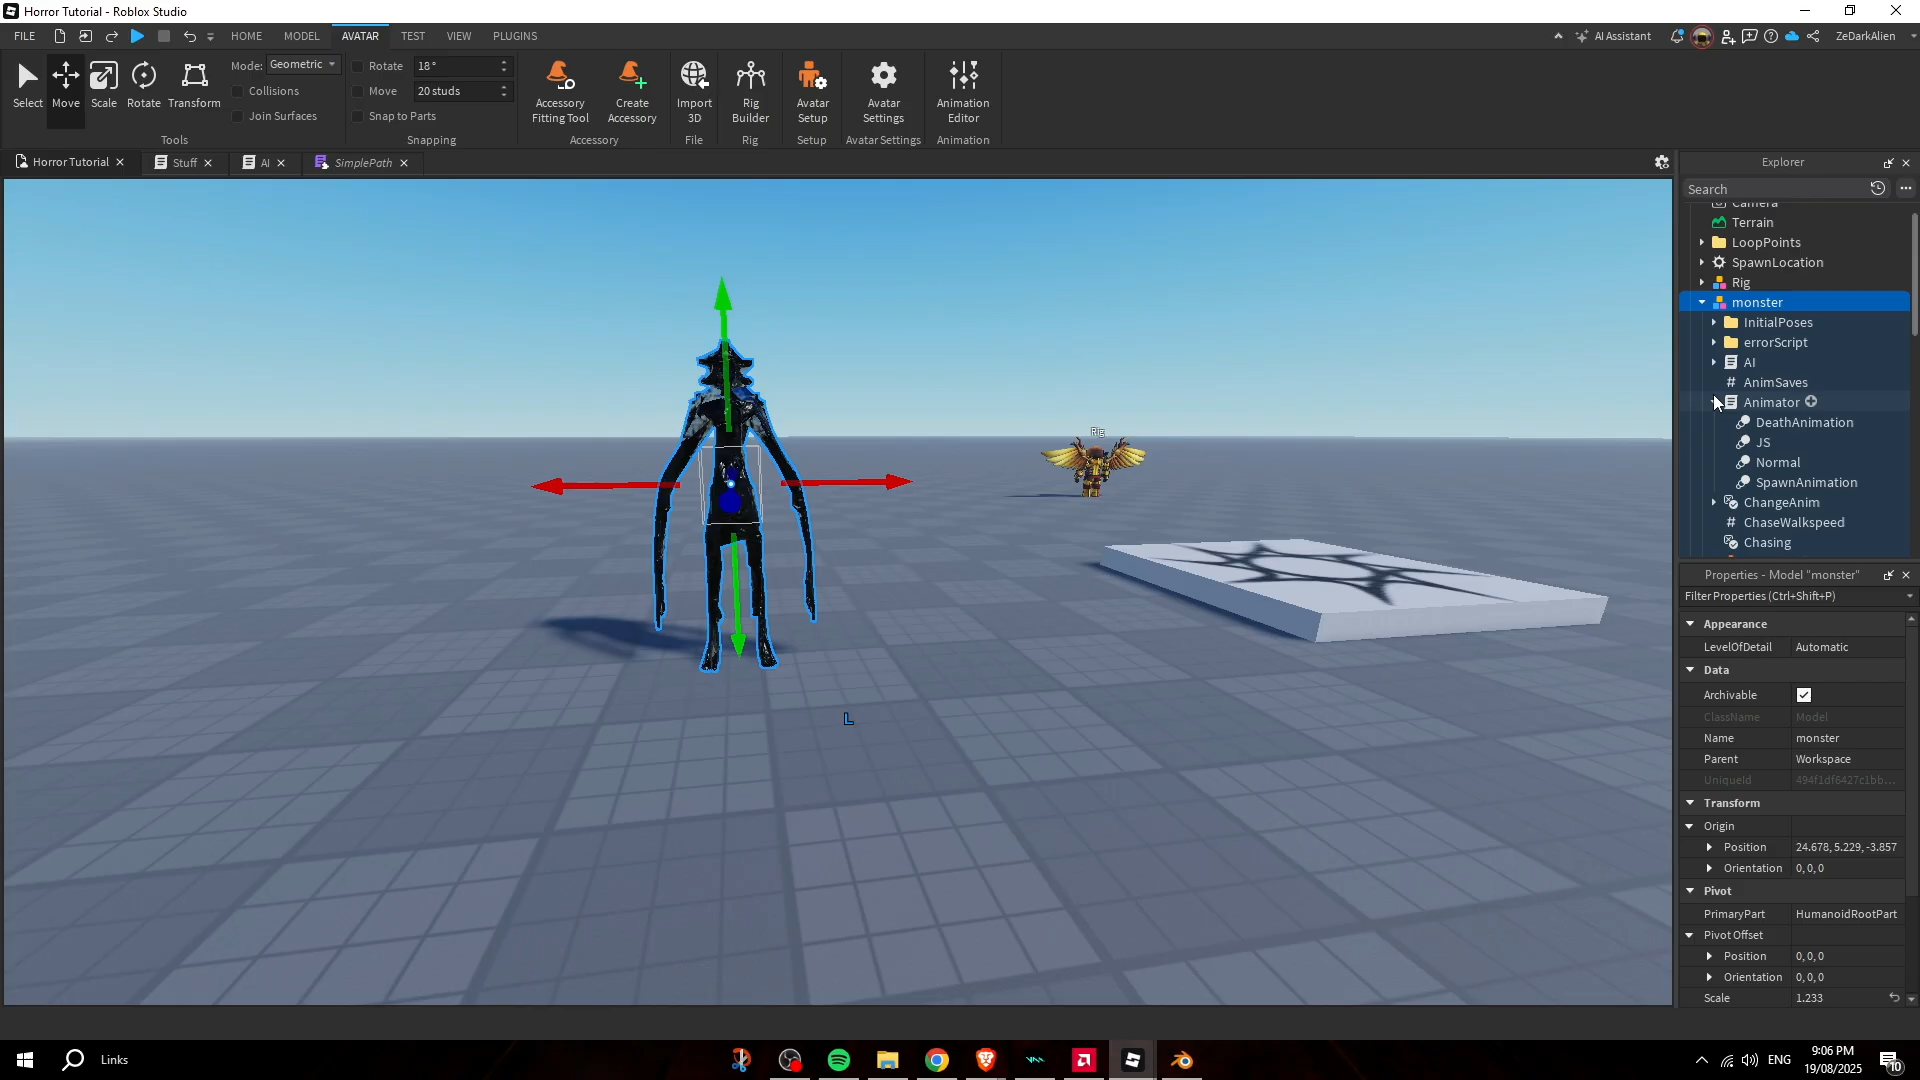 Horror Tutorial - Roblox Studio
FILE
HOME
MODEL
AVATAR
TEST
VIEW
PLUGINS
AI Assistant
ZeDarkAlien
Select
Move
Scale
Rotate
Transform
Mode: Geometric
Collisions
Join Surfaces
Tools
Rotate 18°
Move 20 studs
Snap to Parts
Snapping
Accessory Fitting Tool
Create Accessory
Accessory
Import 3D
File
Rig Builder
Rig
Avatar Setup
Setup
Avatar Settings
Avatar Settings
Animation Editor
Animation
Horror Tutorial
Stuff
AI
SimplePath
Rig
L
Explorer
Search
Camera
Terrain
LoopPoints
SpawnLocation
Rig
monster
InitialPoses
errorScript
AI
# AnimSaves
Animator
DeathAnimation
JS
Normal
SpawnAnimation
ChangeAnim
# ChaseWalkspeed
Chasing
Properties - Model "monster"
Filter Properties (Ctrl+Shift+P)
Appearance
LevelOfDetail Automatic
Data
Archivable
ClassName Model
Name monster
Parent Workspace
UniqueId 494f1df6427c1bb...
Transform
Origin
Position 24.678, 5.229, -3.857
Orientation 0, 0, 0
Pivot
PrimaryPart HumanoidRootPart
Pivot Offset
Position 0, 0, 0
Orientation 0, 0, 0
Scale 1.233
Links
ENG
9:06 PM
19/08/2025
10